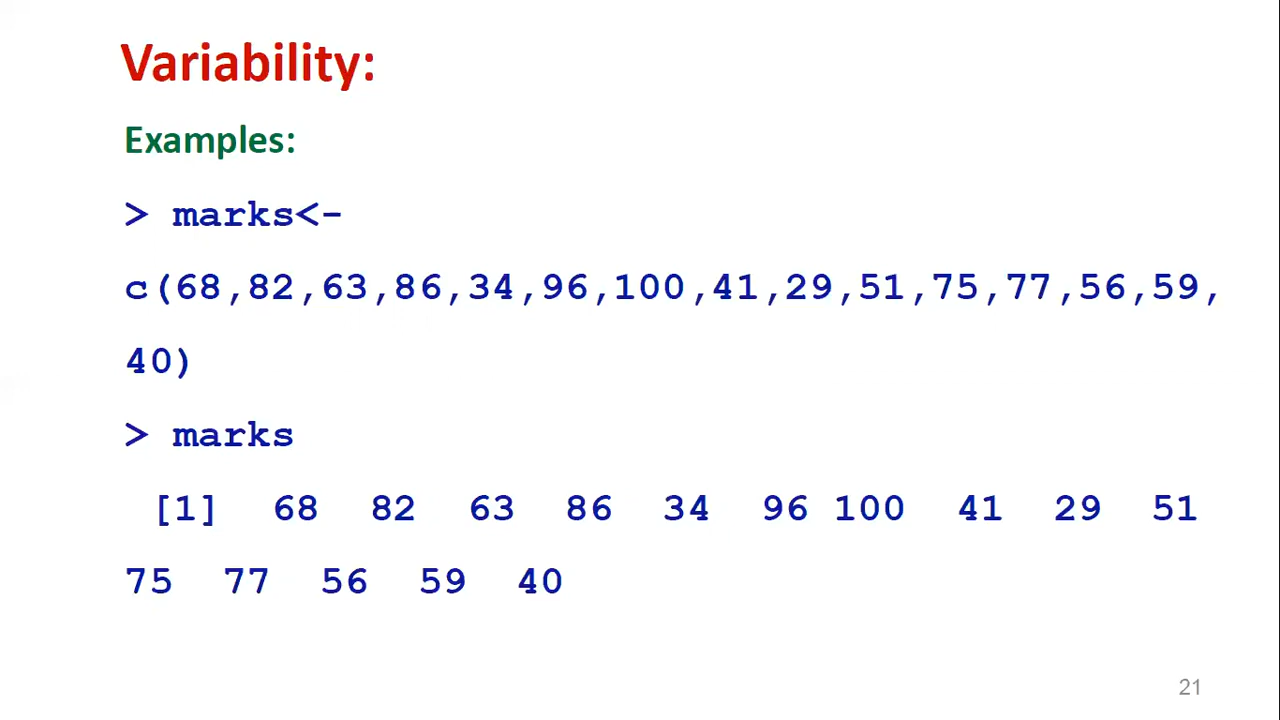 Variability:
Examples:
> marks<-
c(68,82,63,86,34,96,100,41,29,51,75,77,56,59,
40)
> marks
[1] 68 82 63 86 34 96 100 41 29 51
75 77 56 59 40
21